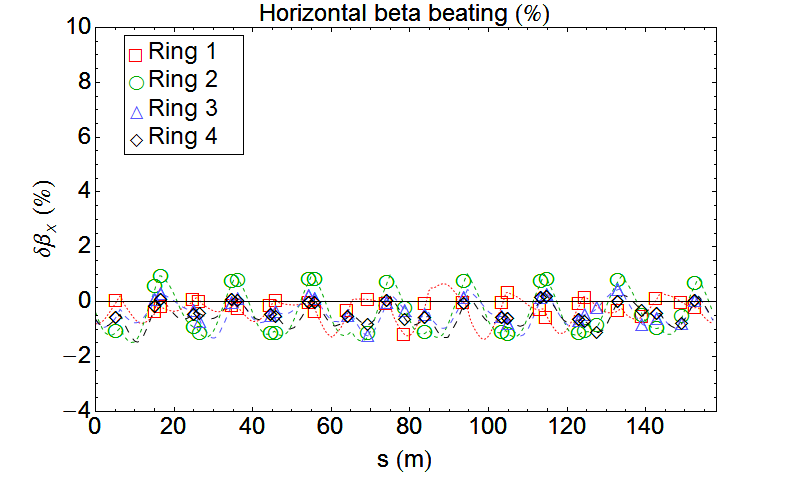 Horizontal beta beating (%)
10
8
6
4
2
0
−2
−4
Ring 1
Ring 2
Ring 3
Ring 4
δβX (%)
0 20 40 60 80 100 120 140
s (m)